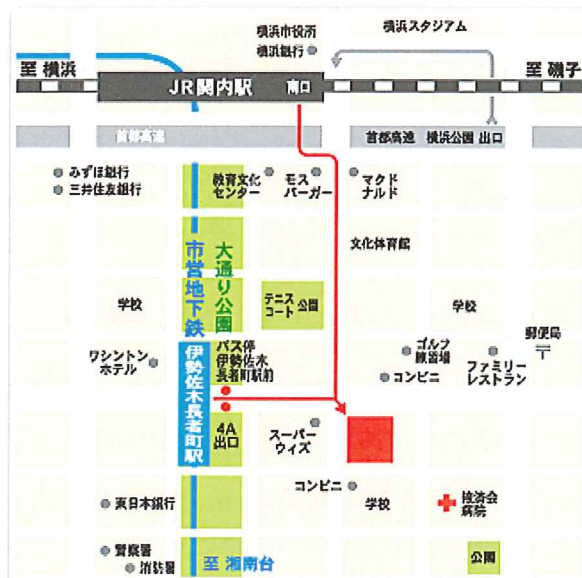 横浜市役所
横浜銀行
横浜スタジアム
至 横浜
至 磯子
JR関内駅
南口
首都高速
首都高速 横浜公園 出口
みずほ銀行
三井住友銀行
教育文化
センター
モス
バーガー
マクド
ナルド
市営地下鉄
大通り公園
文化体育館
学校
テニス
コート
公園
学校
郵便局
ワシントン
ホテル
伊勢佐木長者町駅
バス停
伊勢佐木
長者町駅前
ゴルフ
練習場
コンビニ
ファミリー
レストラン
4A
出口
スーパー
ウィズ
コンビニ
東日本銀行
学校
掖済会
病院
警察署
消防署
至 湘南台
公園